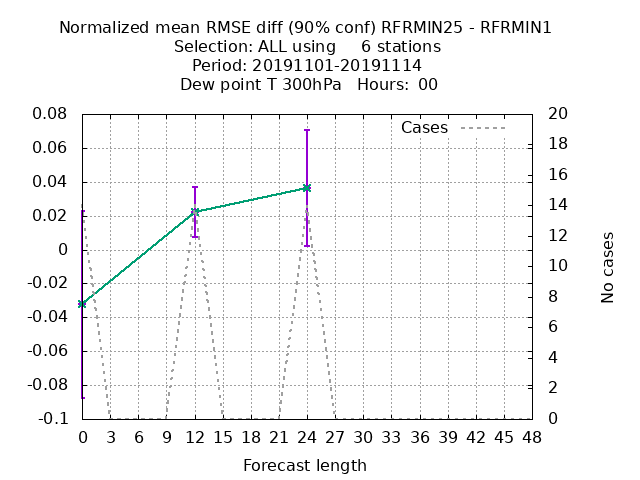 Normalized mean RMSE diff (90% conf) RFRMIN25 - RFRMIN1
Selection: ALL using 6 stations
Period: 20191101-20191114
Dew point T 300hPa Hours: 00
Cases
0.08
0.06
0.04
0.02
0
-0.02
-0.04
-0.06
-0.08
-0.1
20
18
16
14
12
10
8
6
4
2
0
No cases
0 3 6 9 12 15 18 21 24 27 30 33 36 39 42 45 48
Forecast length